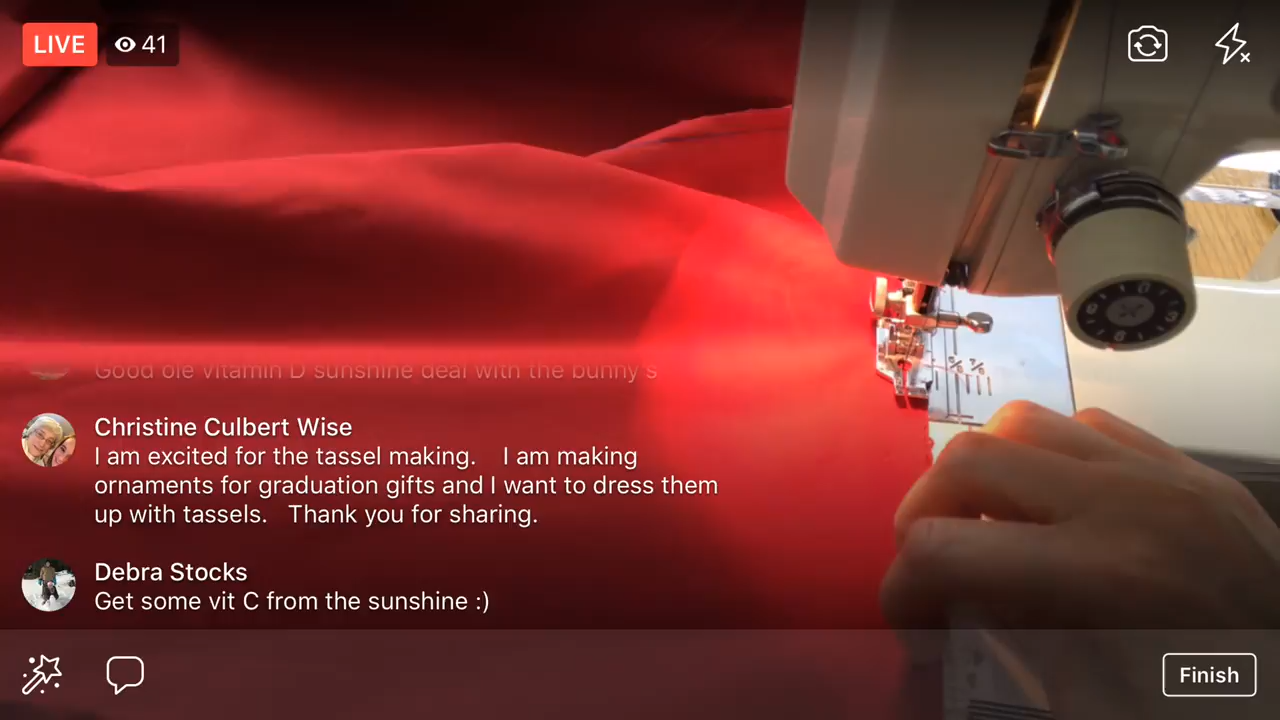 LIVE 41
Good ole Vitamin D sunshine deal with the bunny's
Christine Culbert Wise
I am excited for the tassel making. I am making
ornaments for graduation gifts and I want to dress them
up with tassels. Thank you for sharing.
Debra Stocks
Get some vit C from the sunshine :)
Finish